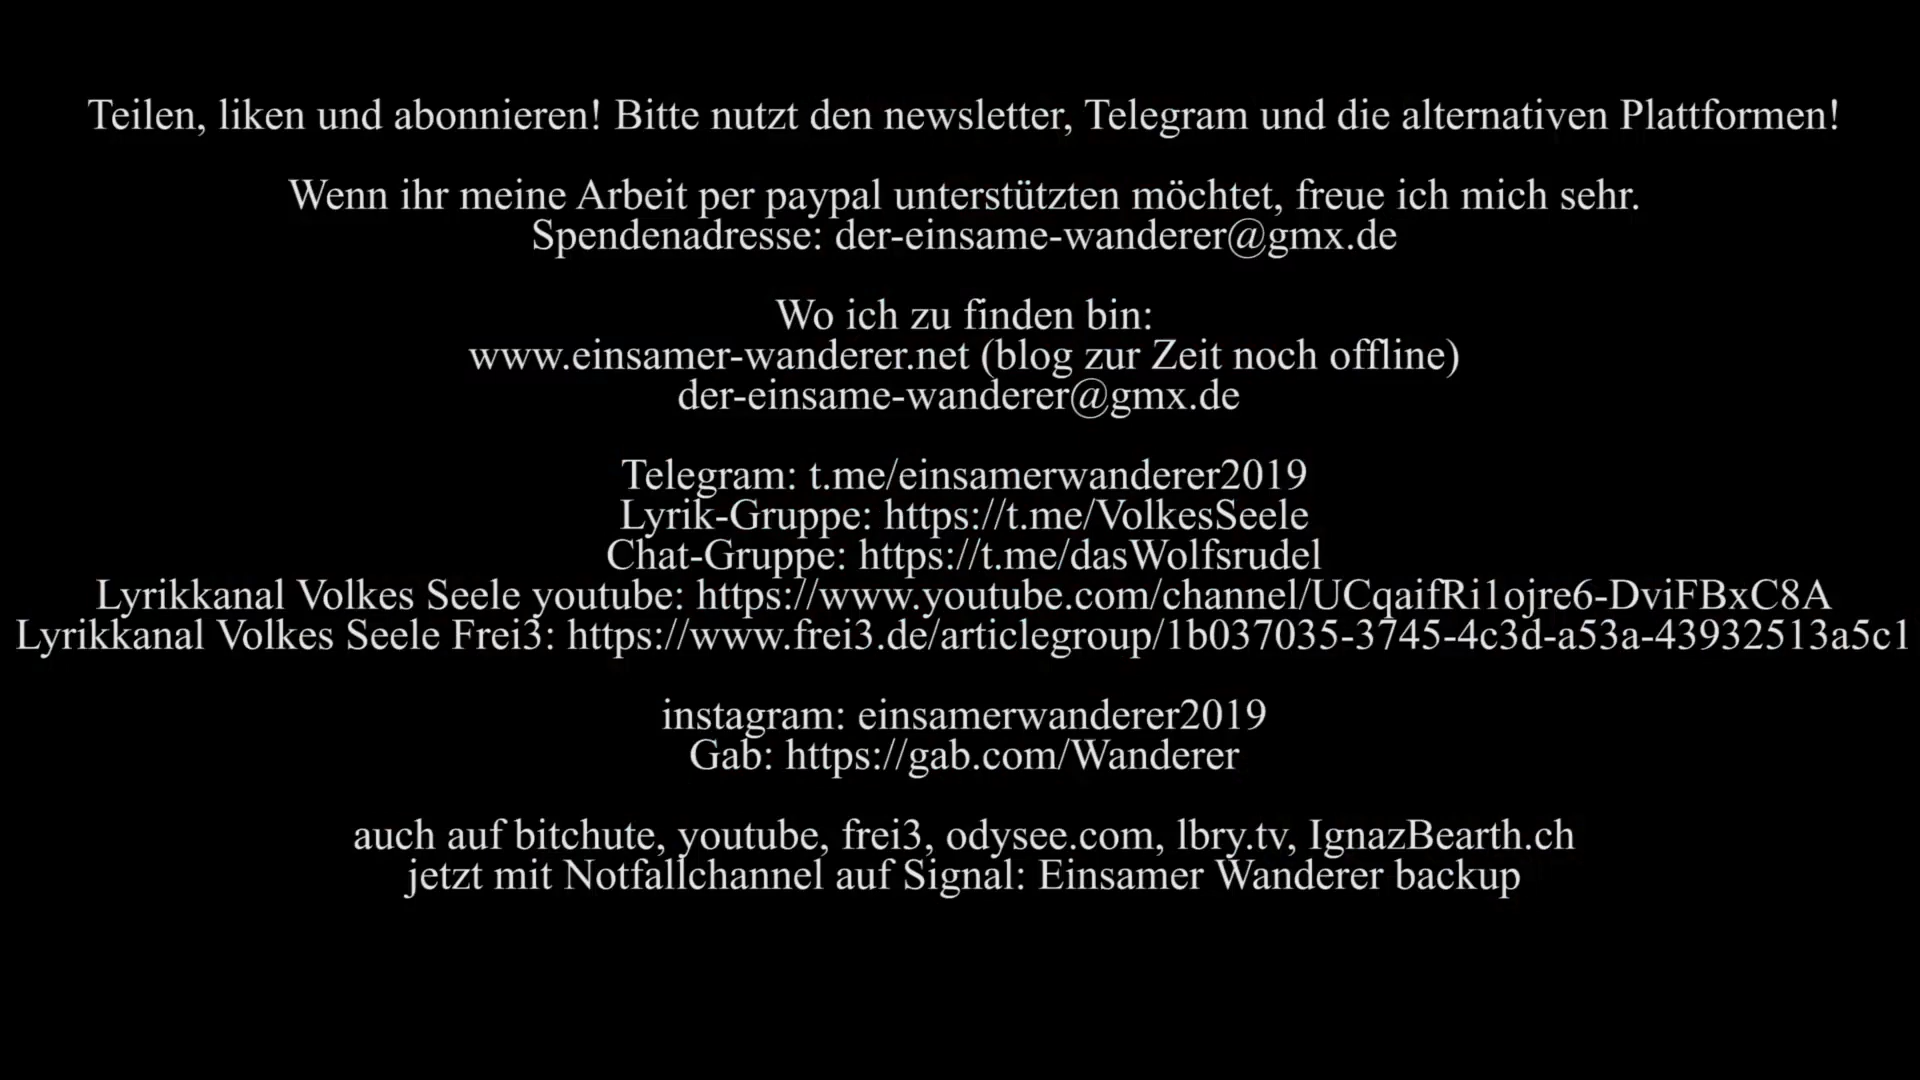 Teilen, liken und abonnieren! Bitte nutzt den newsletter, Telegram und die alternativen Plattformen!
Wenn ihr meine Arbeit per paypal unterstützten möchtet, freue ich mich sehr.
Spendenadresse: der-einsame-wanderer@gmx.de
Wo ich zu finden bin:
www.einsamer-wanderer.net (blog zur Zeit noch offline)
der-einsame-wanderer@gmx.de
Telegram: t.me/einsamerwanderer2019
Lyrik-Gruppe: https://t.me/VolkesSeele
Chat-Gruppe: https://t.me/dasWolfsrudel
Lyrikkanal Volkes Seele youtube: https://www.youtube.com/channel/UCqaifRi1ojre6-DviFBxC8A
Lyrikkanal Volkes Seele Frei3: https://www.frei3.de/articlegroup/1b037035-3745-4c3d-a53a-43932513a5c1
instagram: einsamerwanderer2019
Gab: https://gab.com/Wanderer
auch auf bitchute, youtube, frei3, odysee.com, lbry.tv, IgnazBearth.ch
jetzt mit Notfallchannel auf Signal: Einsamer Wanderer backup